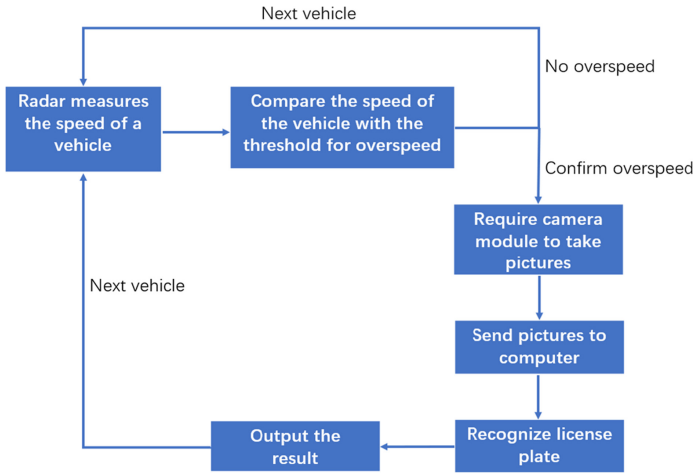 Next vehicle
No overspeed
Radar measures
the speed of a
vehicle
Compare the speed of
the vehicle with the
threshold for overspeed
Confirm overspeed
Require camera
module to take
pictures
Next vehicle
Send pictures to
computer
Recognize license
plate
Output the
result